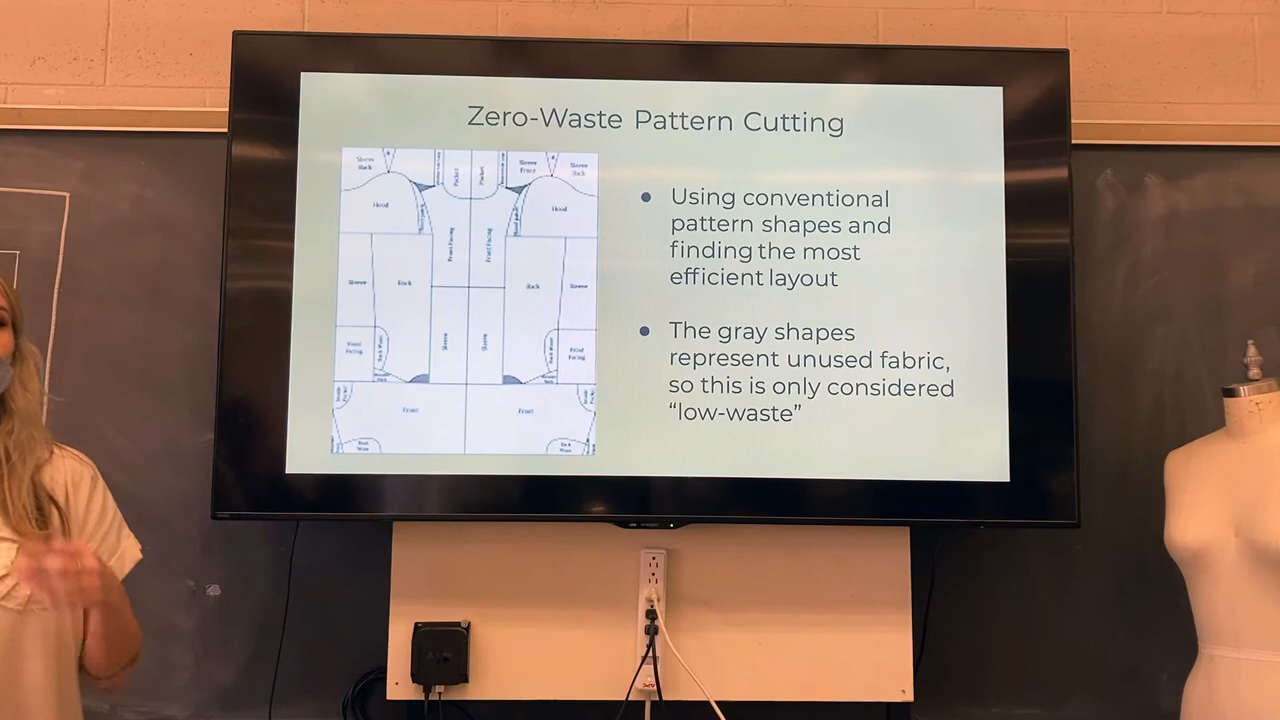 Zero-Waste Pattern Cutting
Using conventional
pattern shapes and
finding the most
efficient layout
The gray shapes
represent unused fabric,
so this is only considered
“low-waste”
Sleeve
Back
Pocket
Pocket
Sleeve
Front
Sleeve
Back
Hood
Hood
Front Facing
Front Facing
Sleeve
Back
Back
Sleeve
Sleeve
Sleeve
Front
Facing
Front
Facing
Front
Front
APC